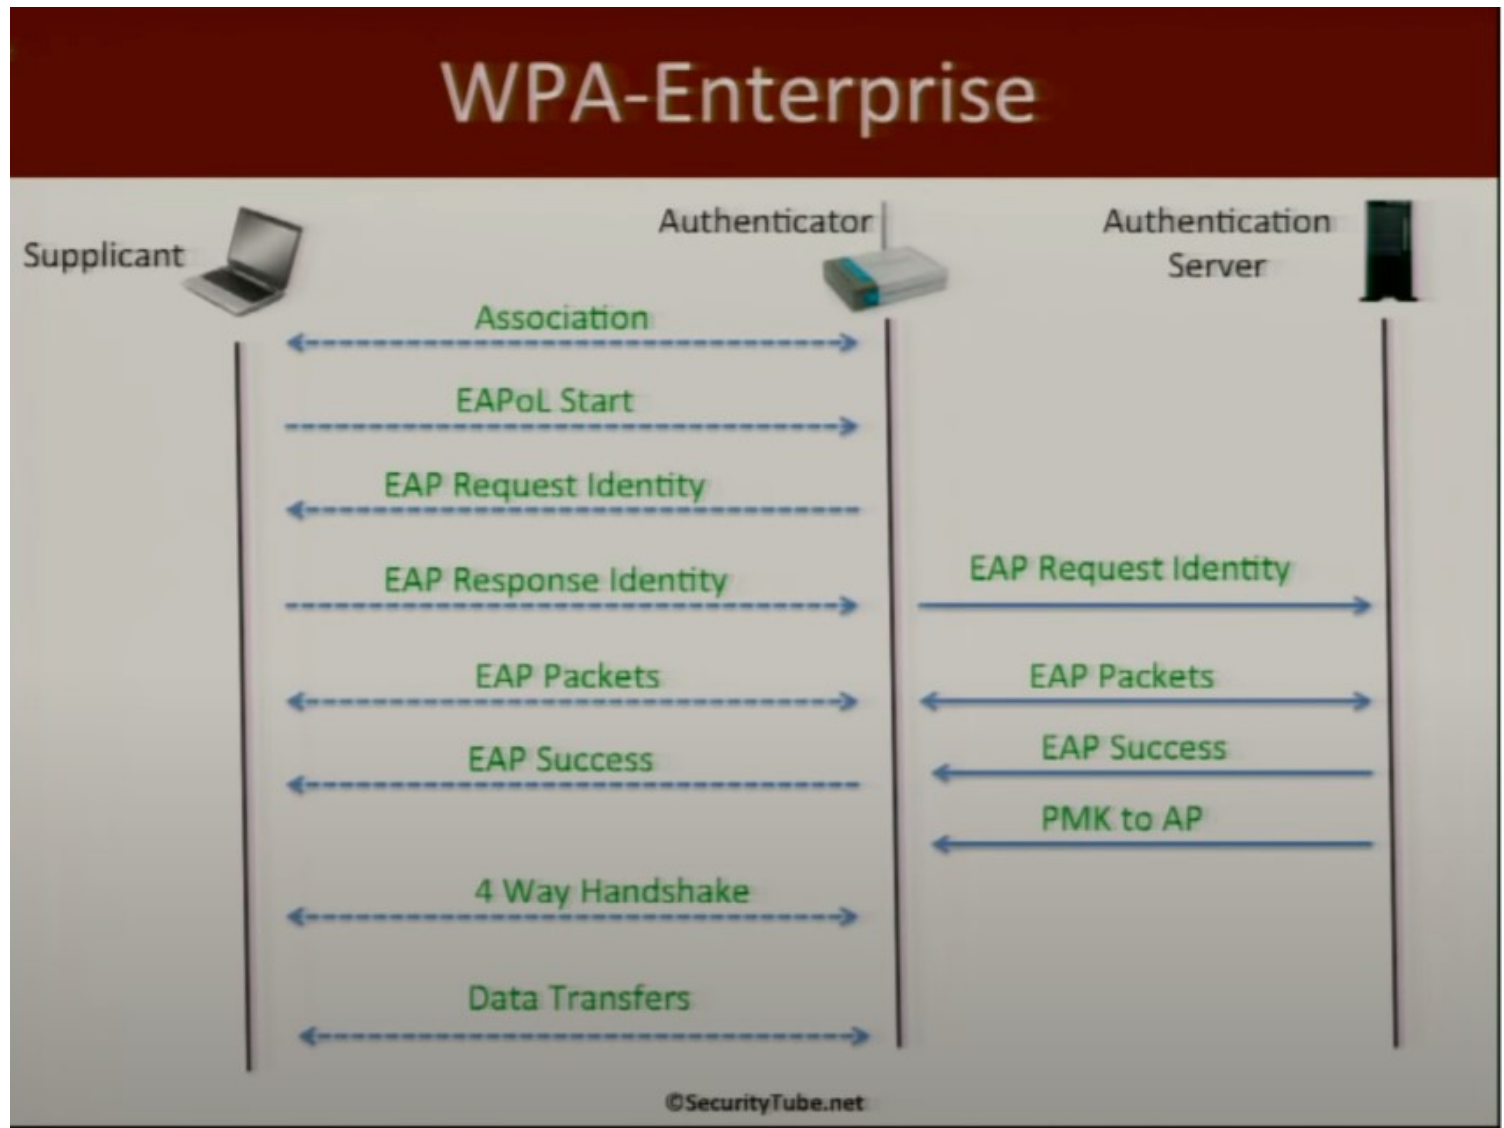 WPA-Enterprise
Supplicant
Authenticator
Authentication
Server
Association
EAPoL Start
EAP Request Identity
EAP Response Identity
EAP Request Identity
EAP Packets
EAP Packets
EAP Success
EAP Success
PMK to AP
4 Way Handshake
Data Transfers
©SecurityTube.net